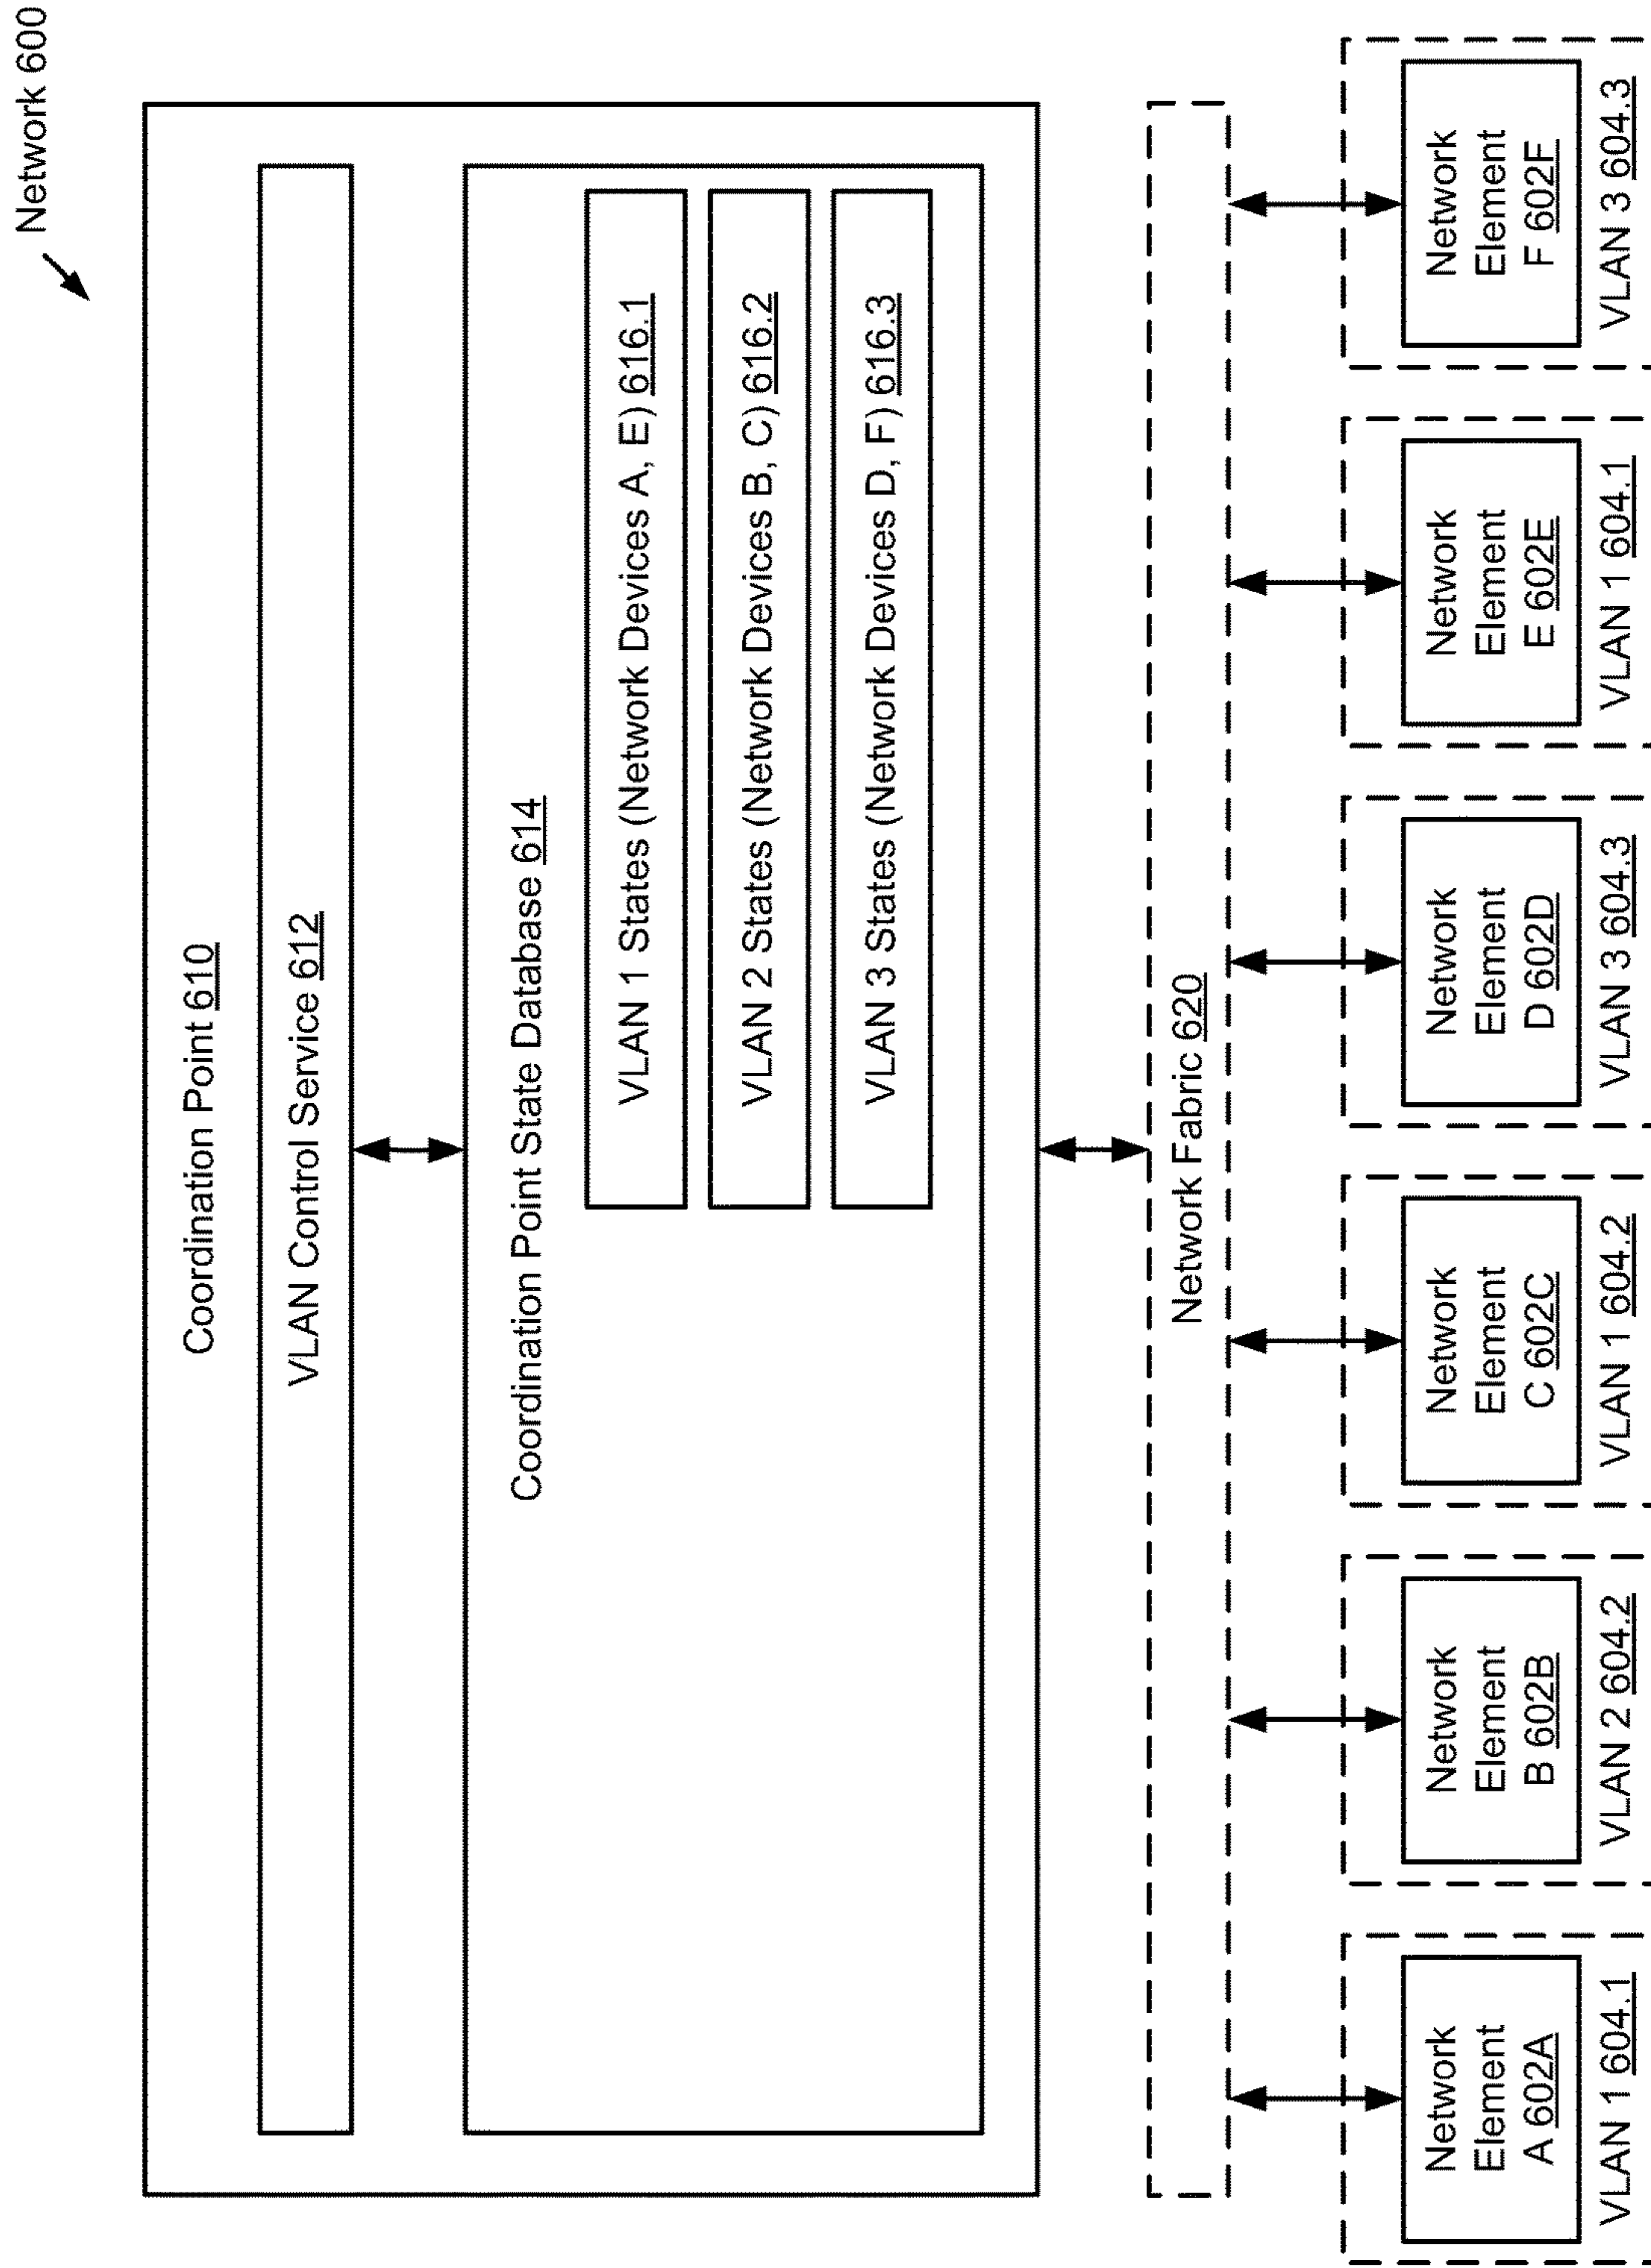 Network 600
Coordination Point 610
VLAN Control Service 612
Coordination Point State Database 614
VLAN 1 States (Network Devices A, E) 616.1
VLAN 2 States (Network Devices B, C) 616.2
VLAN 3 States (Network Devices D, F) 616.3
Network Fabric 620
Network
Element
A 602A
VLAN 1 604.1
Network
Element
B 602B
VLAN 2 604.2
Network
Element
C 602C
VLAN 1 604.2
Network
Element
D 602D
VLAN 3 604.3
Network
Element
E 602E
VLAN 1 604.1
Network
Element
F 602F
VLAN 3 604.3